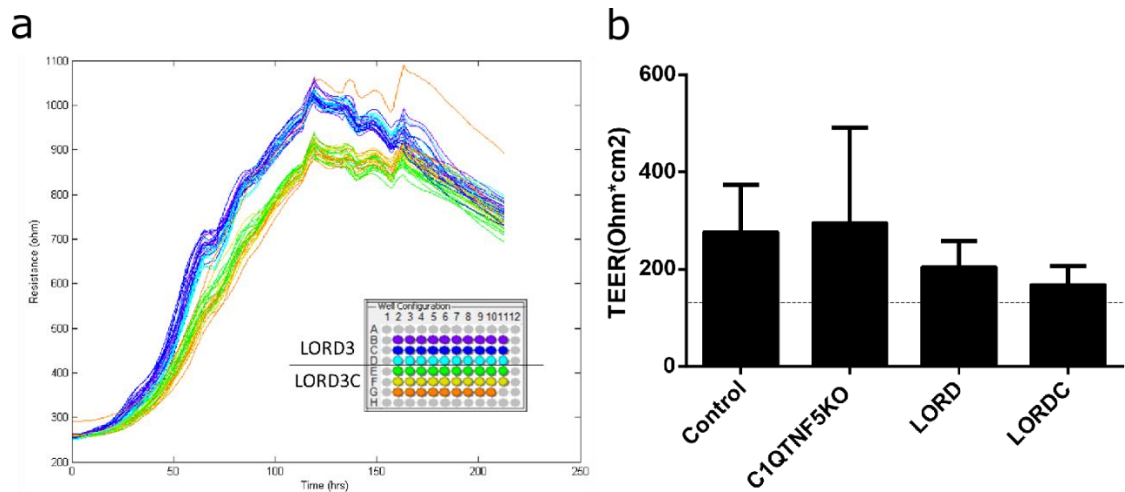 a
1100
1000
900
800
700
600
500
400
300
200
Resistance (ohm)
0 50 100 150 200 250
Time (hrs)
LORD3
LORD3C
Well Configuration
1 2 3 4 5 6 7 8 9 10 11 12
A
B
C
D
E
F
G
H
b
600
400
200
0
TEER(Ohm*cm2)
Control
C1QTNF5KO
LORD
LORDC